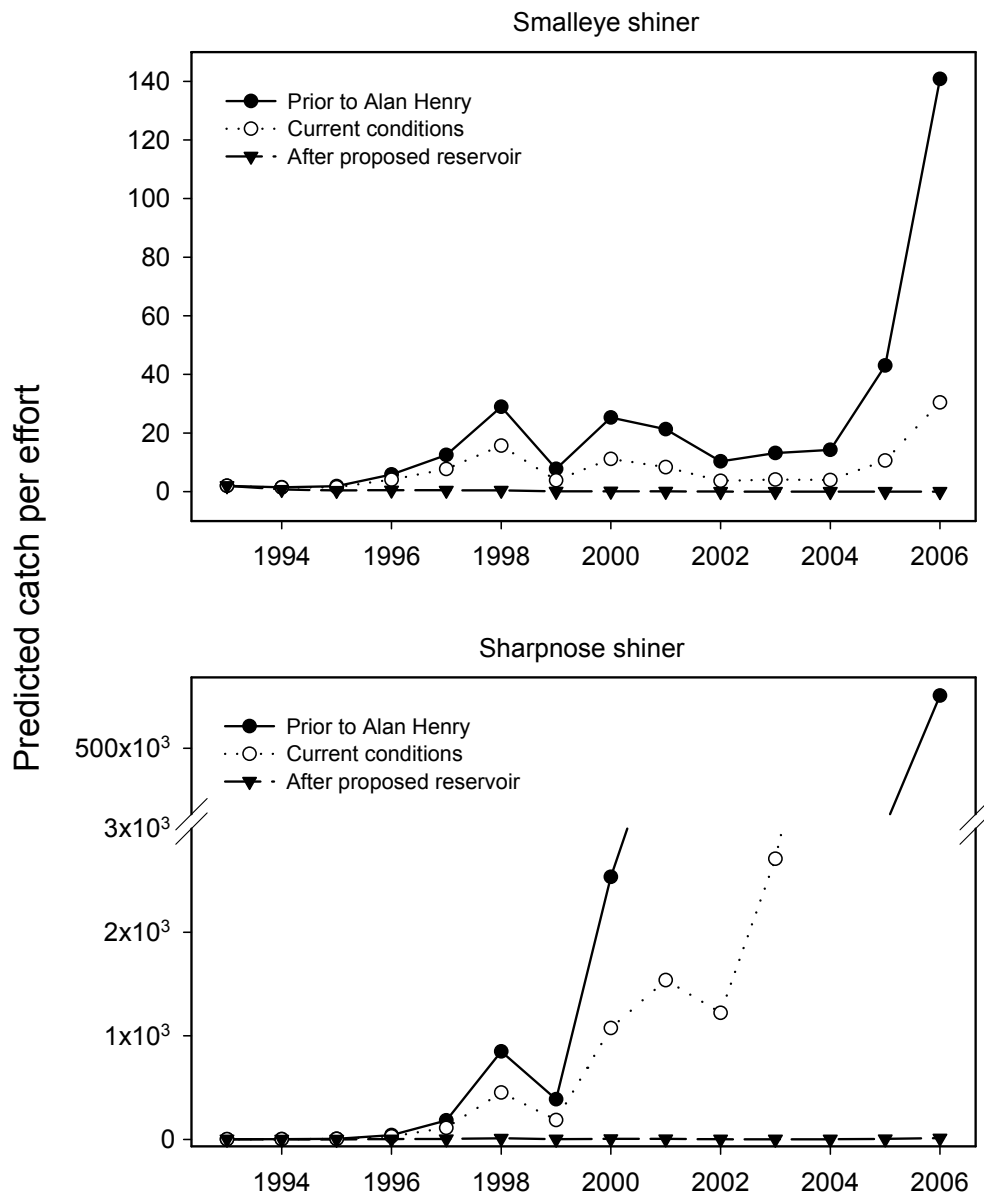 Smalleye shiner
Prior to Alan Henry
Current conditions
After proposed reservoir
140
120
100
80
60
40
20
0
1994 1996 1998 2000 2002 2004 2006
Predicted catch per effort
Sharpnose shiner
Prior to Alan Henry
Current conditions
After proposed reservoir
500x10³
3x10³
2x10³
1x10³
0
1994 1996 1998 2000 2002 2004 2006